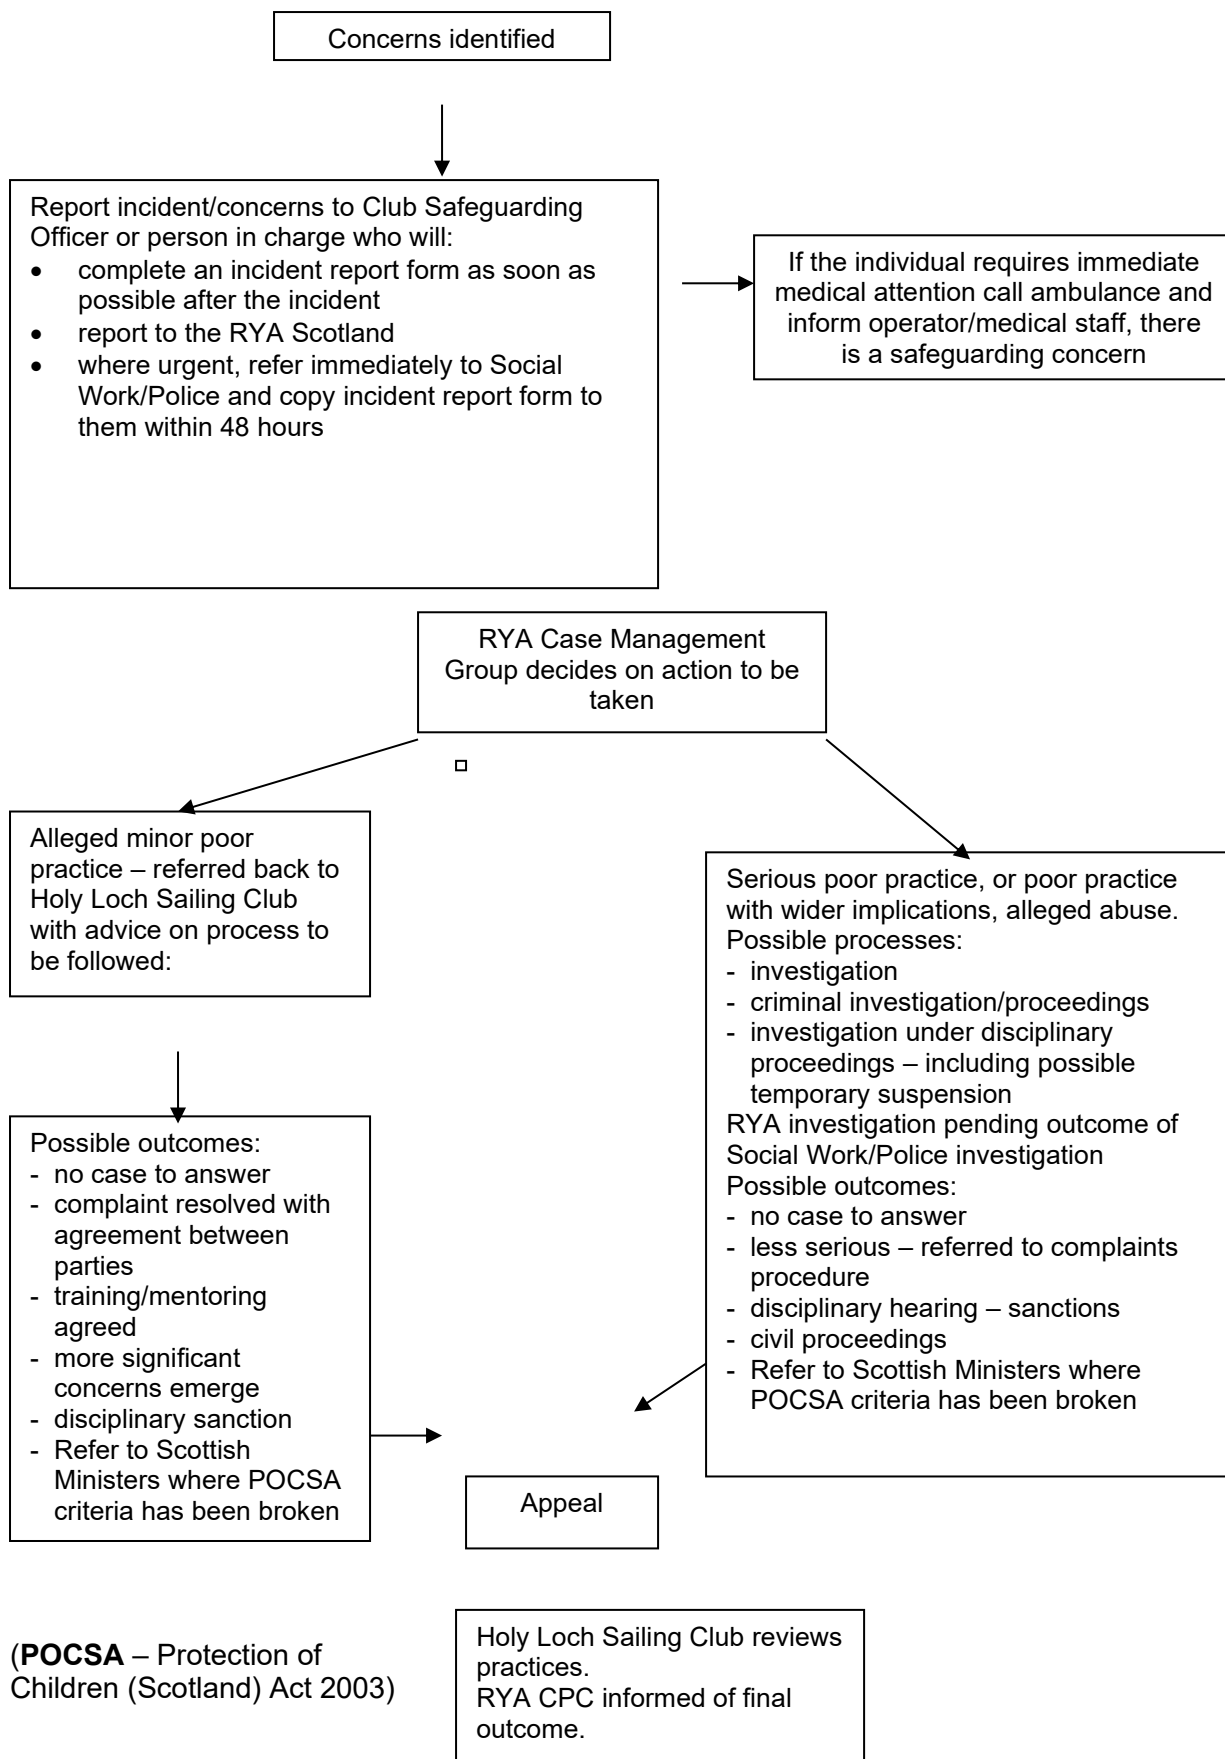 Concerns identified
Report incident/concerns to Club Safeguarding
Officer or person in charge who will:
• complete an incident report form as soon as
possible after the incident
• report to the RYA Scotland
• where urgent, refer immediately to Social
Work/Police and copy incident report form to
them within 48 hours
If the individual requires immediate
medical attention call ambulance and
inform operator/medical staff, there
is a safeguarding concern
RYA Case Management
Group decides on action to be
taken
Alleged minor poor
practice – referred back to
Holy Loch Sailing Club
with advice on process to
be followed:
Serious poor practice, or poor practice
with wider implications, alleged abuse.
Possible processes:
- investigation
- criminal investigation/proceedings
- investigation under disciplinary
proceedings – including possible
temporary suspension
RYA investigation pending outcome of
Social Work/Police investigation
Possible outcomes:
- no case to answer
- less serious – referred to complaints
procedure
- disciplinary hearing – sanctions
- civil proceedings
- Refer to Scottish Ministers where
POCSA criteria has been broken
Possible outcomes:
- no case to answer
- complaint resolved with
agreement between
parties
- training/mentoring
agreed
- more significant
concerns emerge
- disciplinary sanction
- Refer to Scottish
Ministers where POCSA
criteria has been broken
Appeal
(POCSA – Protection of
Children (Scotland) Act 2003)
Holy Loch Sailing Club reviews
practices.
RYA CPC informed of final
outcome.